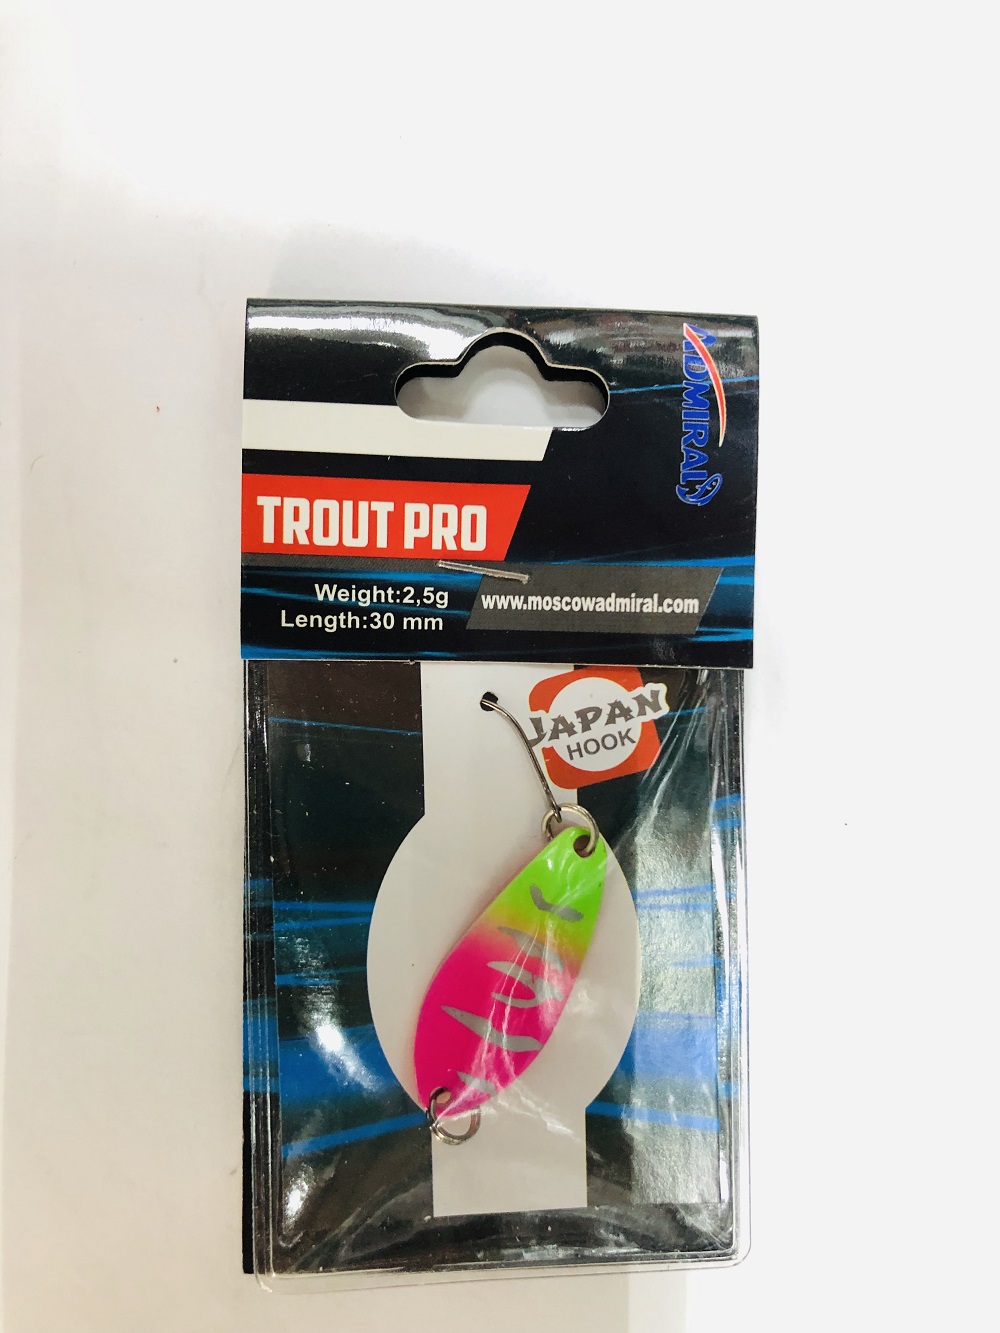 ADMIRAL
TROUT PRO
Weight:2,5g
Length:30 mm
www.moscowadmiral.com
JAPAN
HOOK